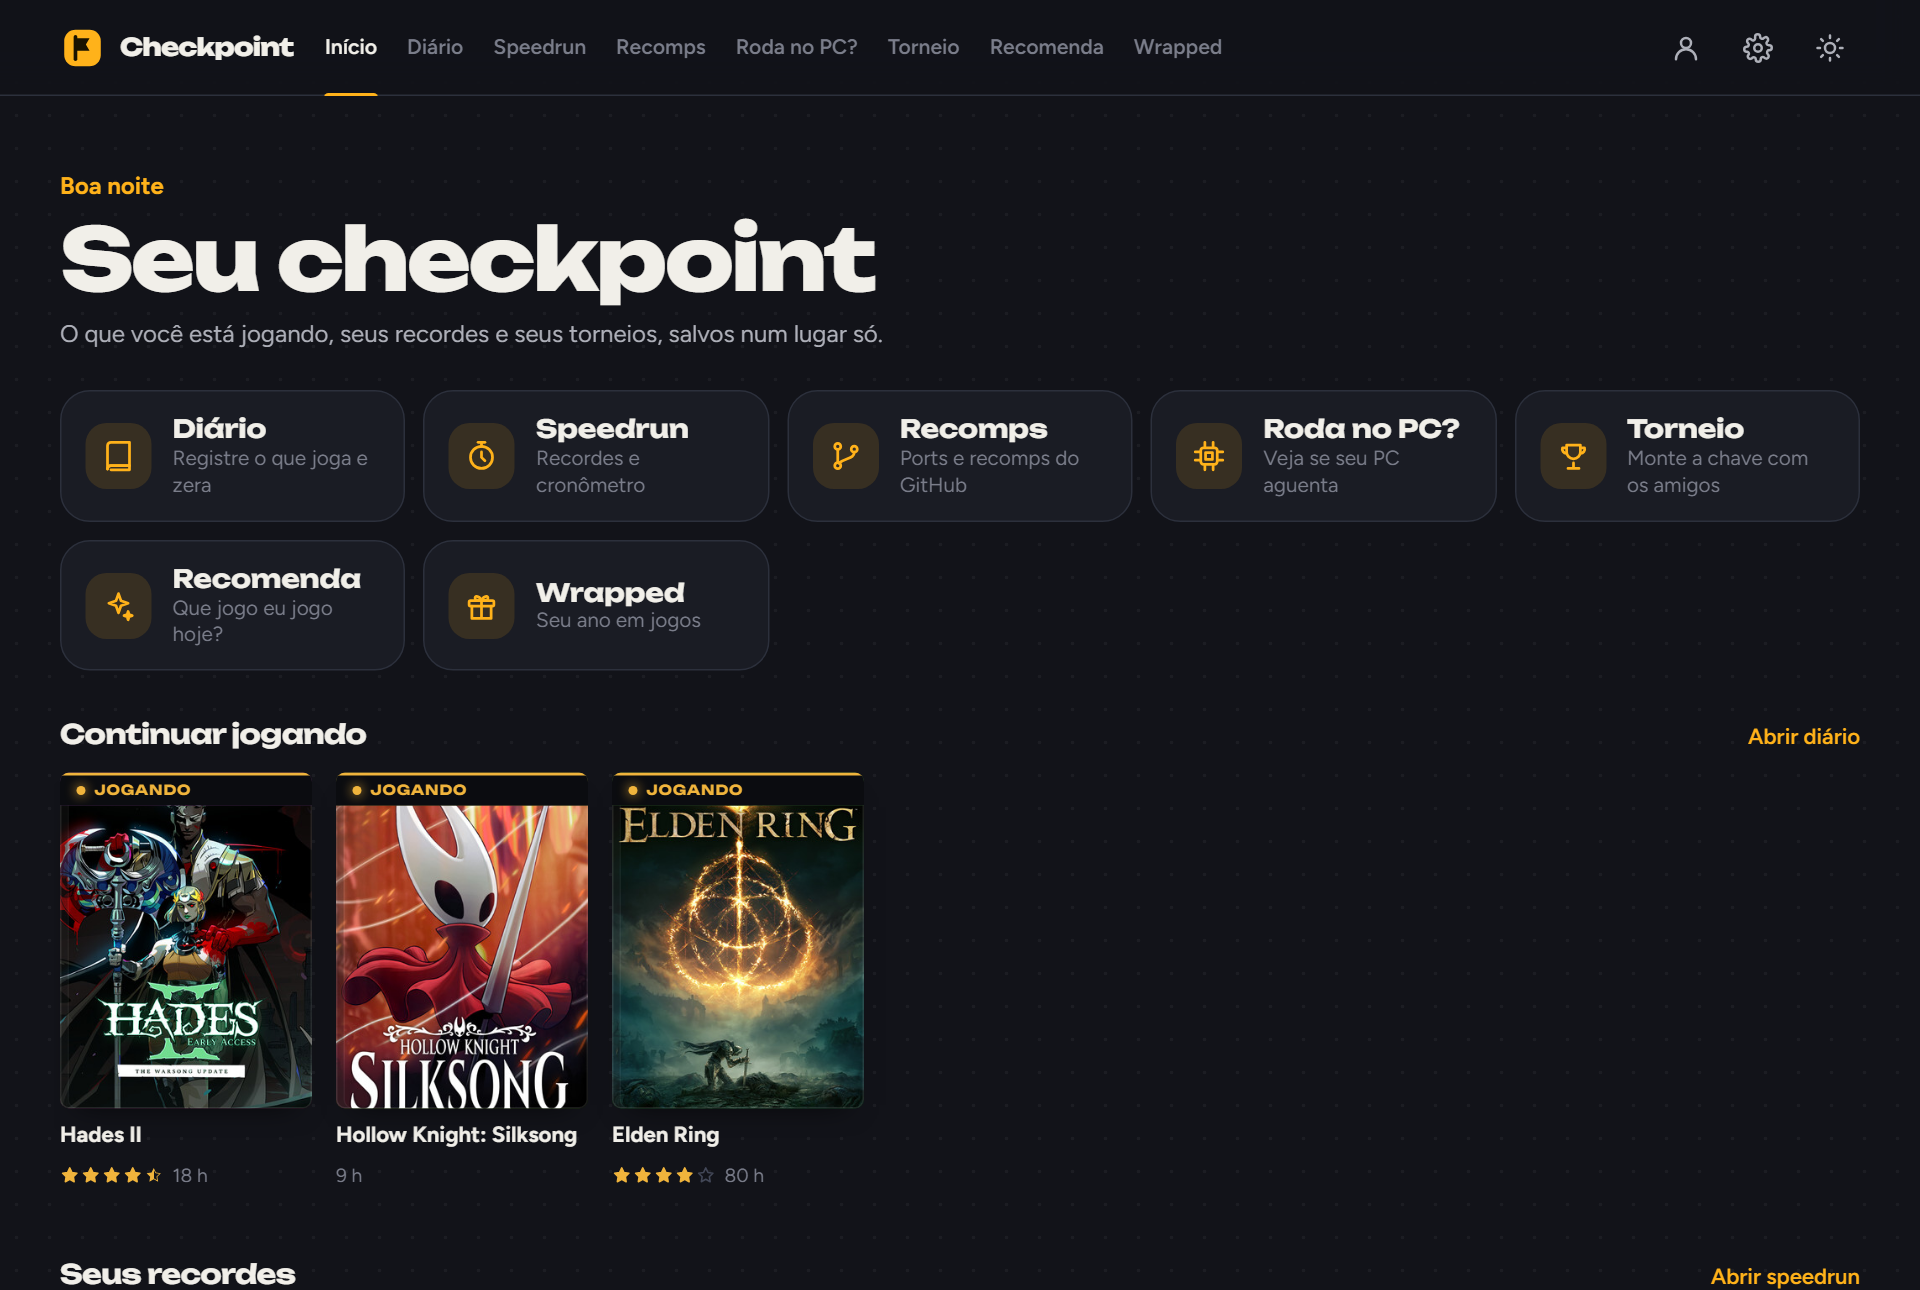 Checkpoint Início Diário Speedrun Recomps Roda no PC? Torneio Recomenda Wrapped
Boa noite
Seu checkpoint
O que você está jogando, seus recordes e seus torneios, salvos num lugar só.
Diário
Registre o que joga e
zera
Speedrun
Recordes e
cronômetro
Recomps
Ports e recomps do
GitHub
Roda no PC?
Veja se seu PC
aguenta
Torneio
Monte a chave com
os amigos
Recomenda
Que jogo eu jogo
hoje?
Wrapped
Seu ano em jogos
Continuar jogando
Abrir diário
JOGANDO
HADES
II
EARLY ACCESS
THE WARSONG UPDATE
Hades II
18 h
JOGANDO
HOLLOW KNIGHT
SILKSONG
Hollow Knight: Silksong
9 h
JOGANDO
ELDEN RING
Elden Ring
80 h
Seus recordes
Abrir speedrun